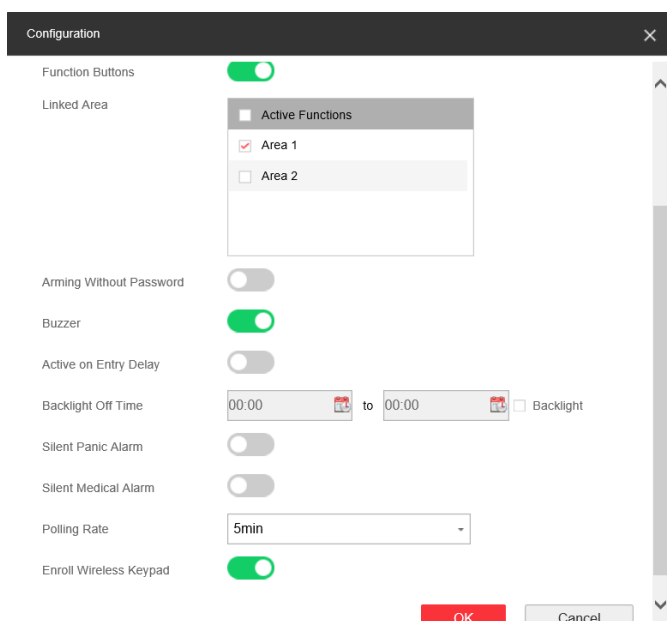 Configuration
Function Buttons
Linked Area
Active Functions
Area 1
Area 2
Arming Without Password
Buzzer
Active on Entry Delay
Backlight Off Time 00:00 to 00:00 Backlight
Silent Panic Alarm
Silent Medical Alarm
Polling Rate 5min
Enroll Wireless Keypad
OK Cancel